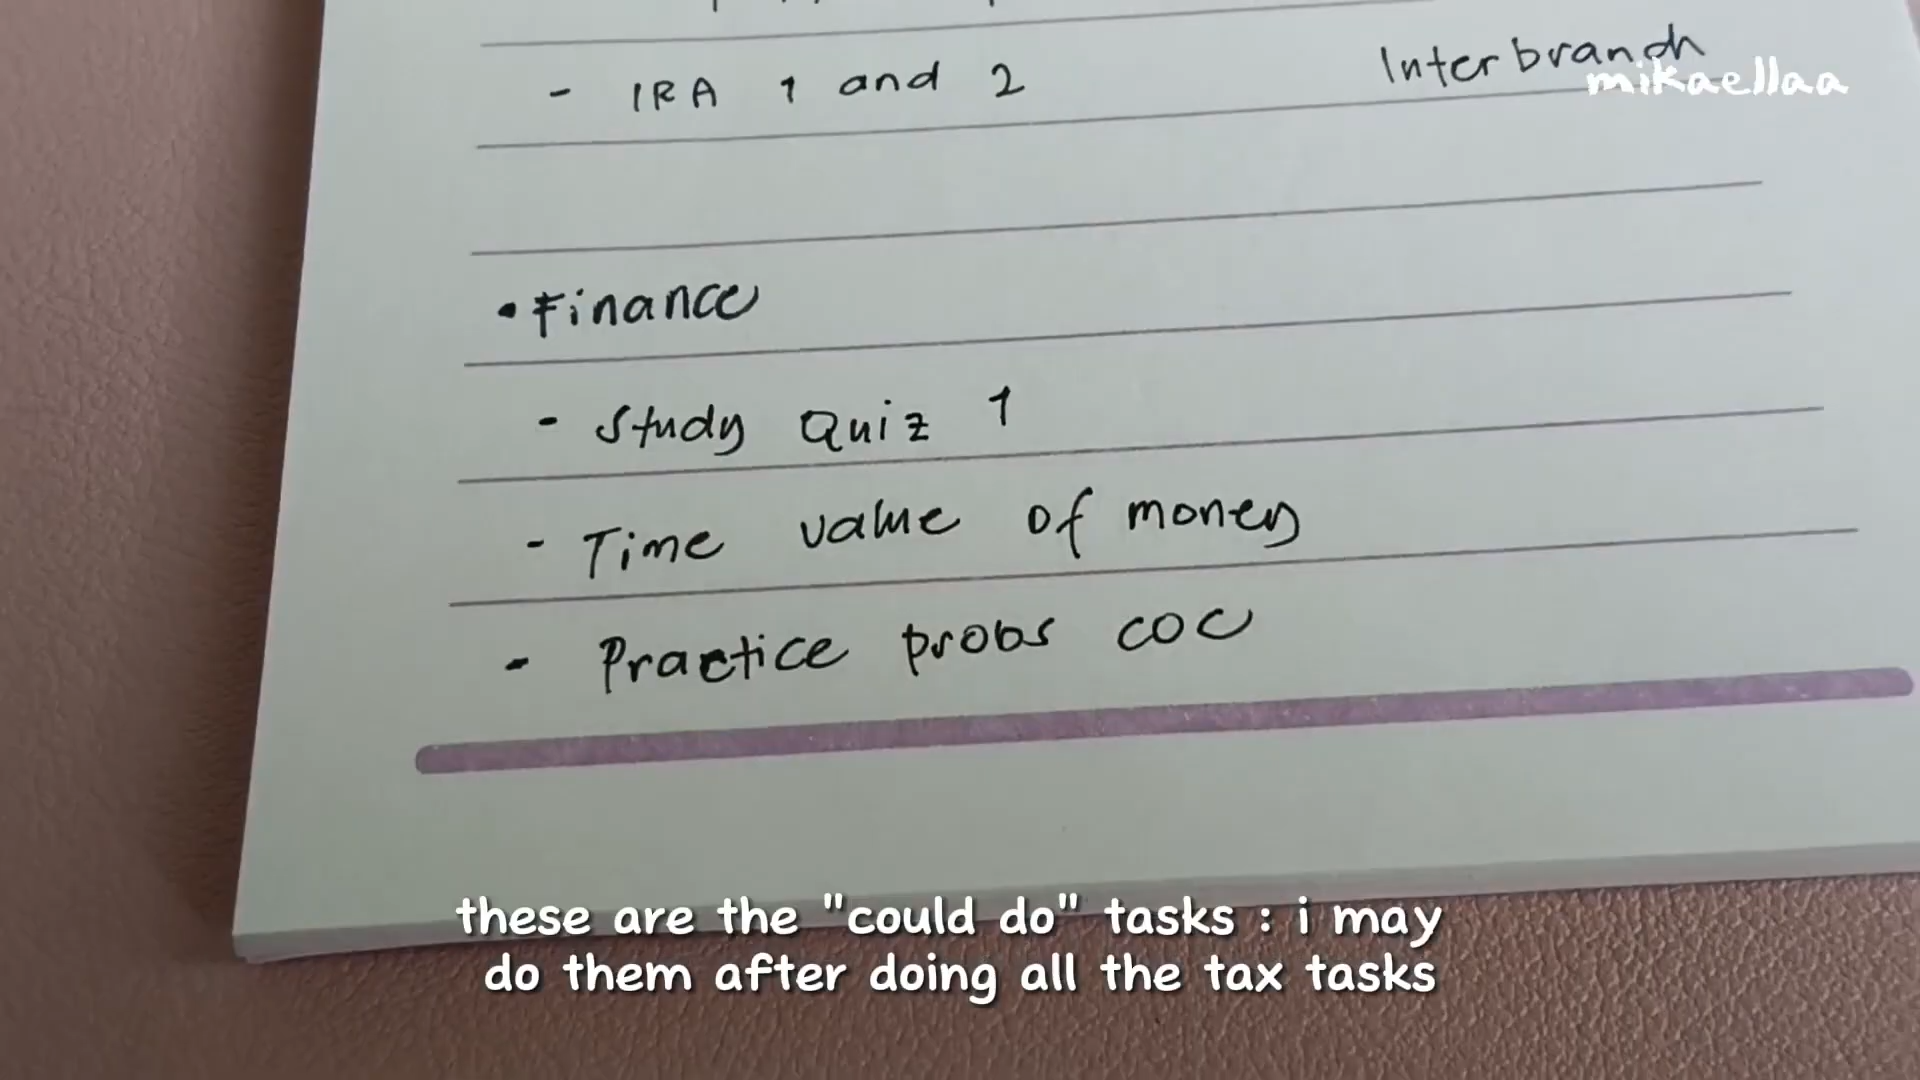 - IRA 1 and 2
Interbranch
mikaellaa
• Finance
- Study Quiz 1
- Time value of money
- Practice probs COC
these are the "could do" tasks : i may
do them after doing all the tax tasks